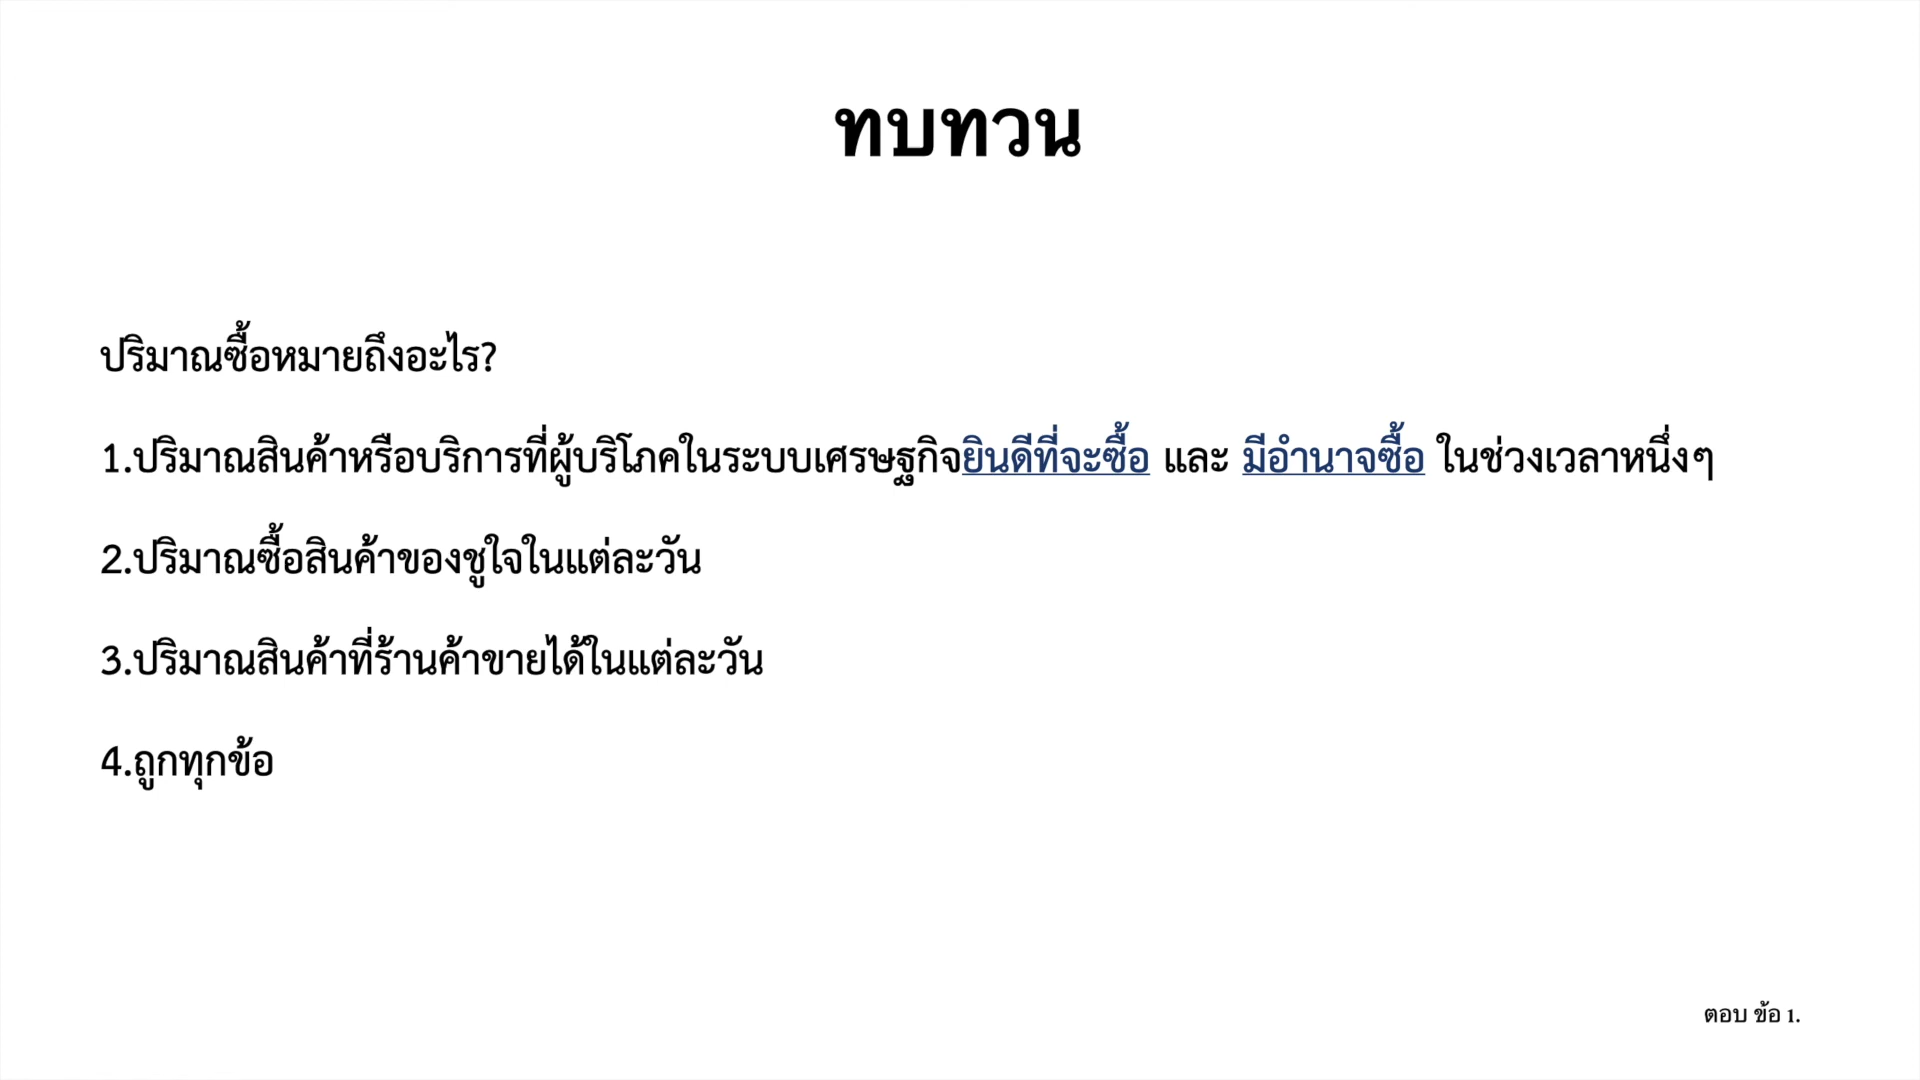 ทบทวน
ปริมาณซื้อหมายถึงอะไร?
1.ปริมาณสินค้าหรือบริการที่ผู้บริโภคในระบบเศรษฐกิจยินดีที่จะซื้อ และ มีอำนาจซื้อ ในช่วงเวลาหนึ่งๆ
2.ปริมาณซื้อสินค้าของชูใจในแต่ละวัน
3.ปริมาณสินค้าที่ร้านค้าขายได้ในแต่ละวัน
4.ถูกทุกข้อ
ตอบ ข้อ 1.